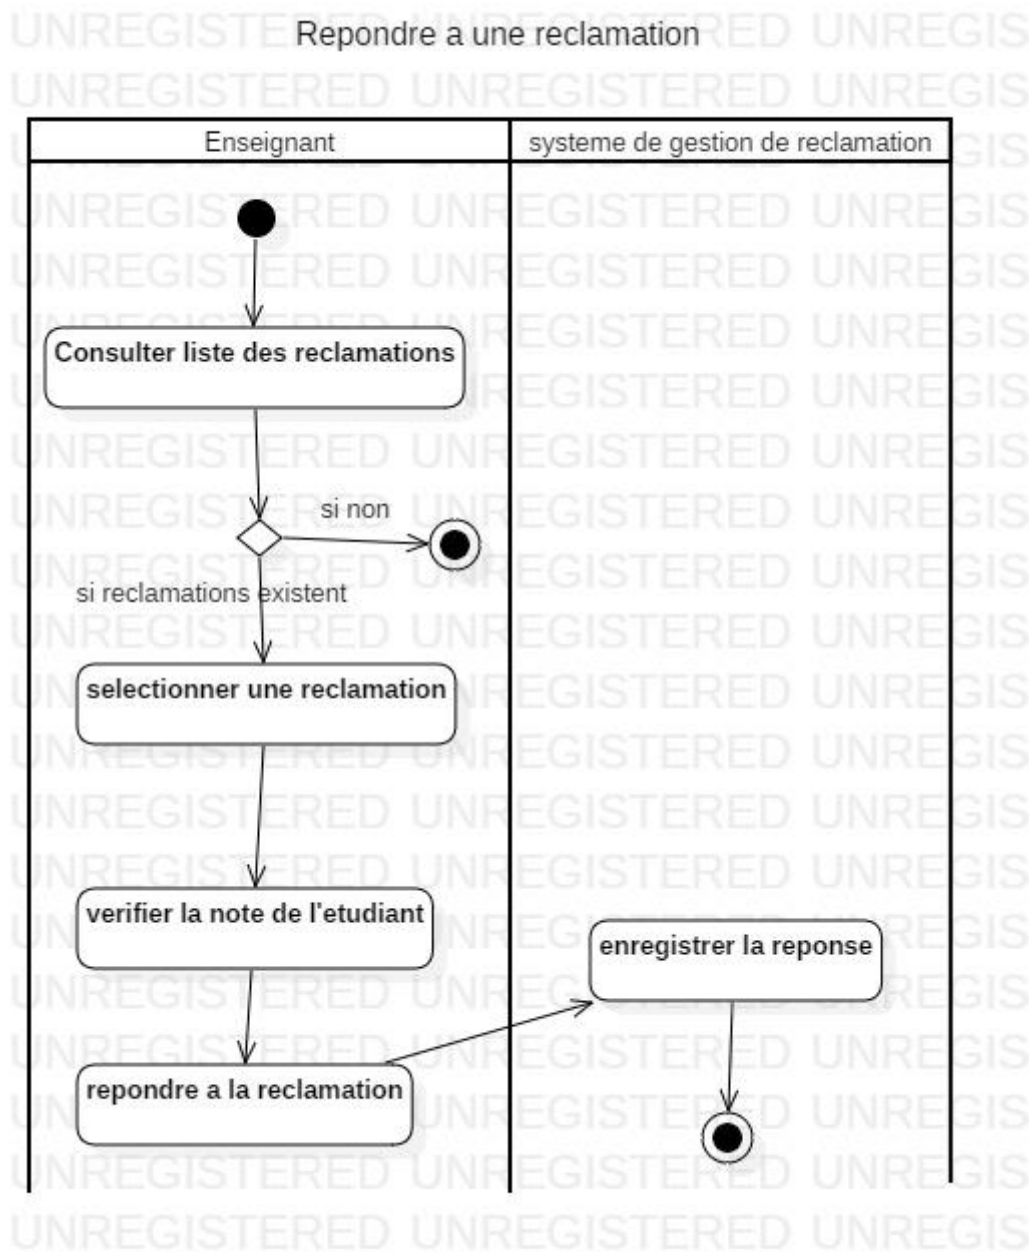 Repondre a une reclamation
Enseignant
systeme de gestion de reclamation
Consulter liste des reclamations
si non
si reclamations existent
selectionner une reclamation
verifier la note de l'etudiant
enregistrer la reponse
repondre a la reclamation
UNREGISTERED UNREGISTERED UNREGIS